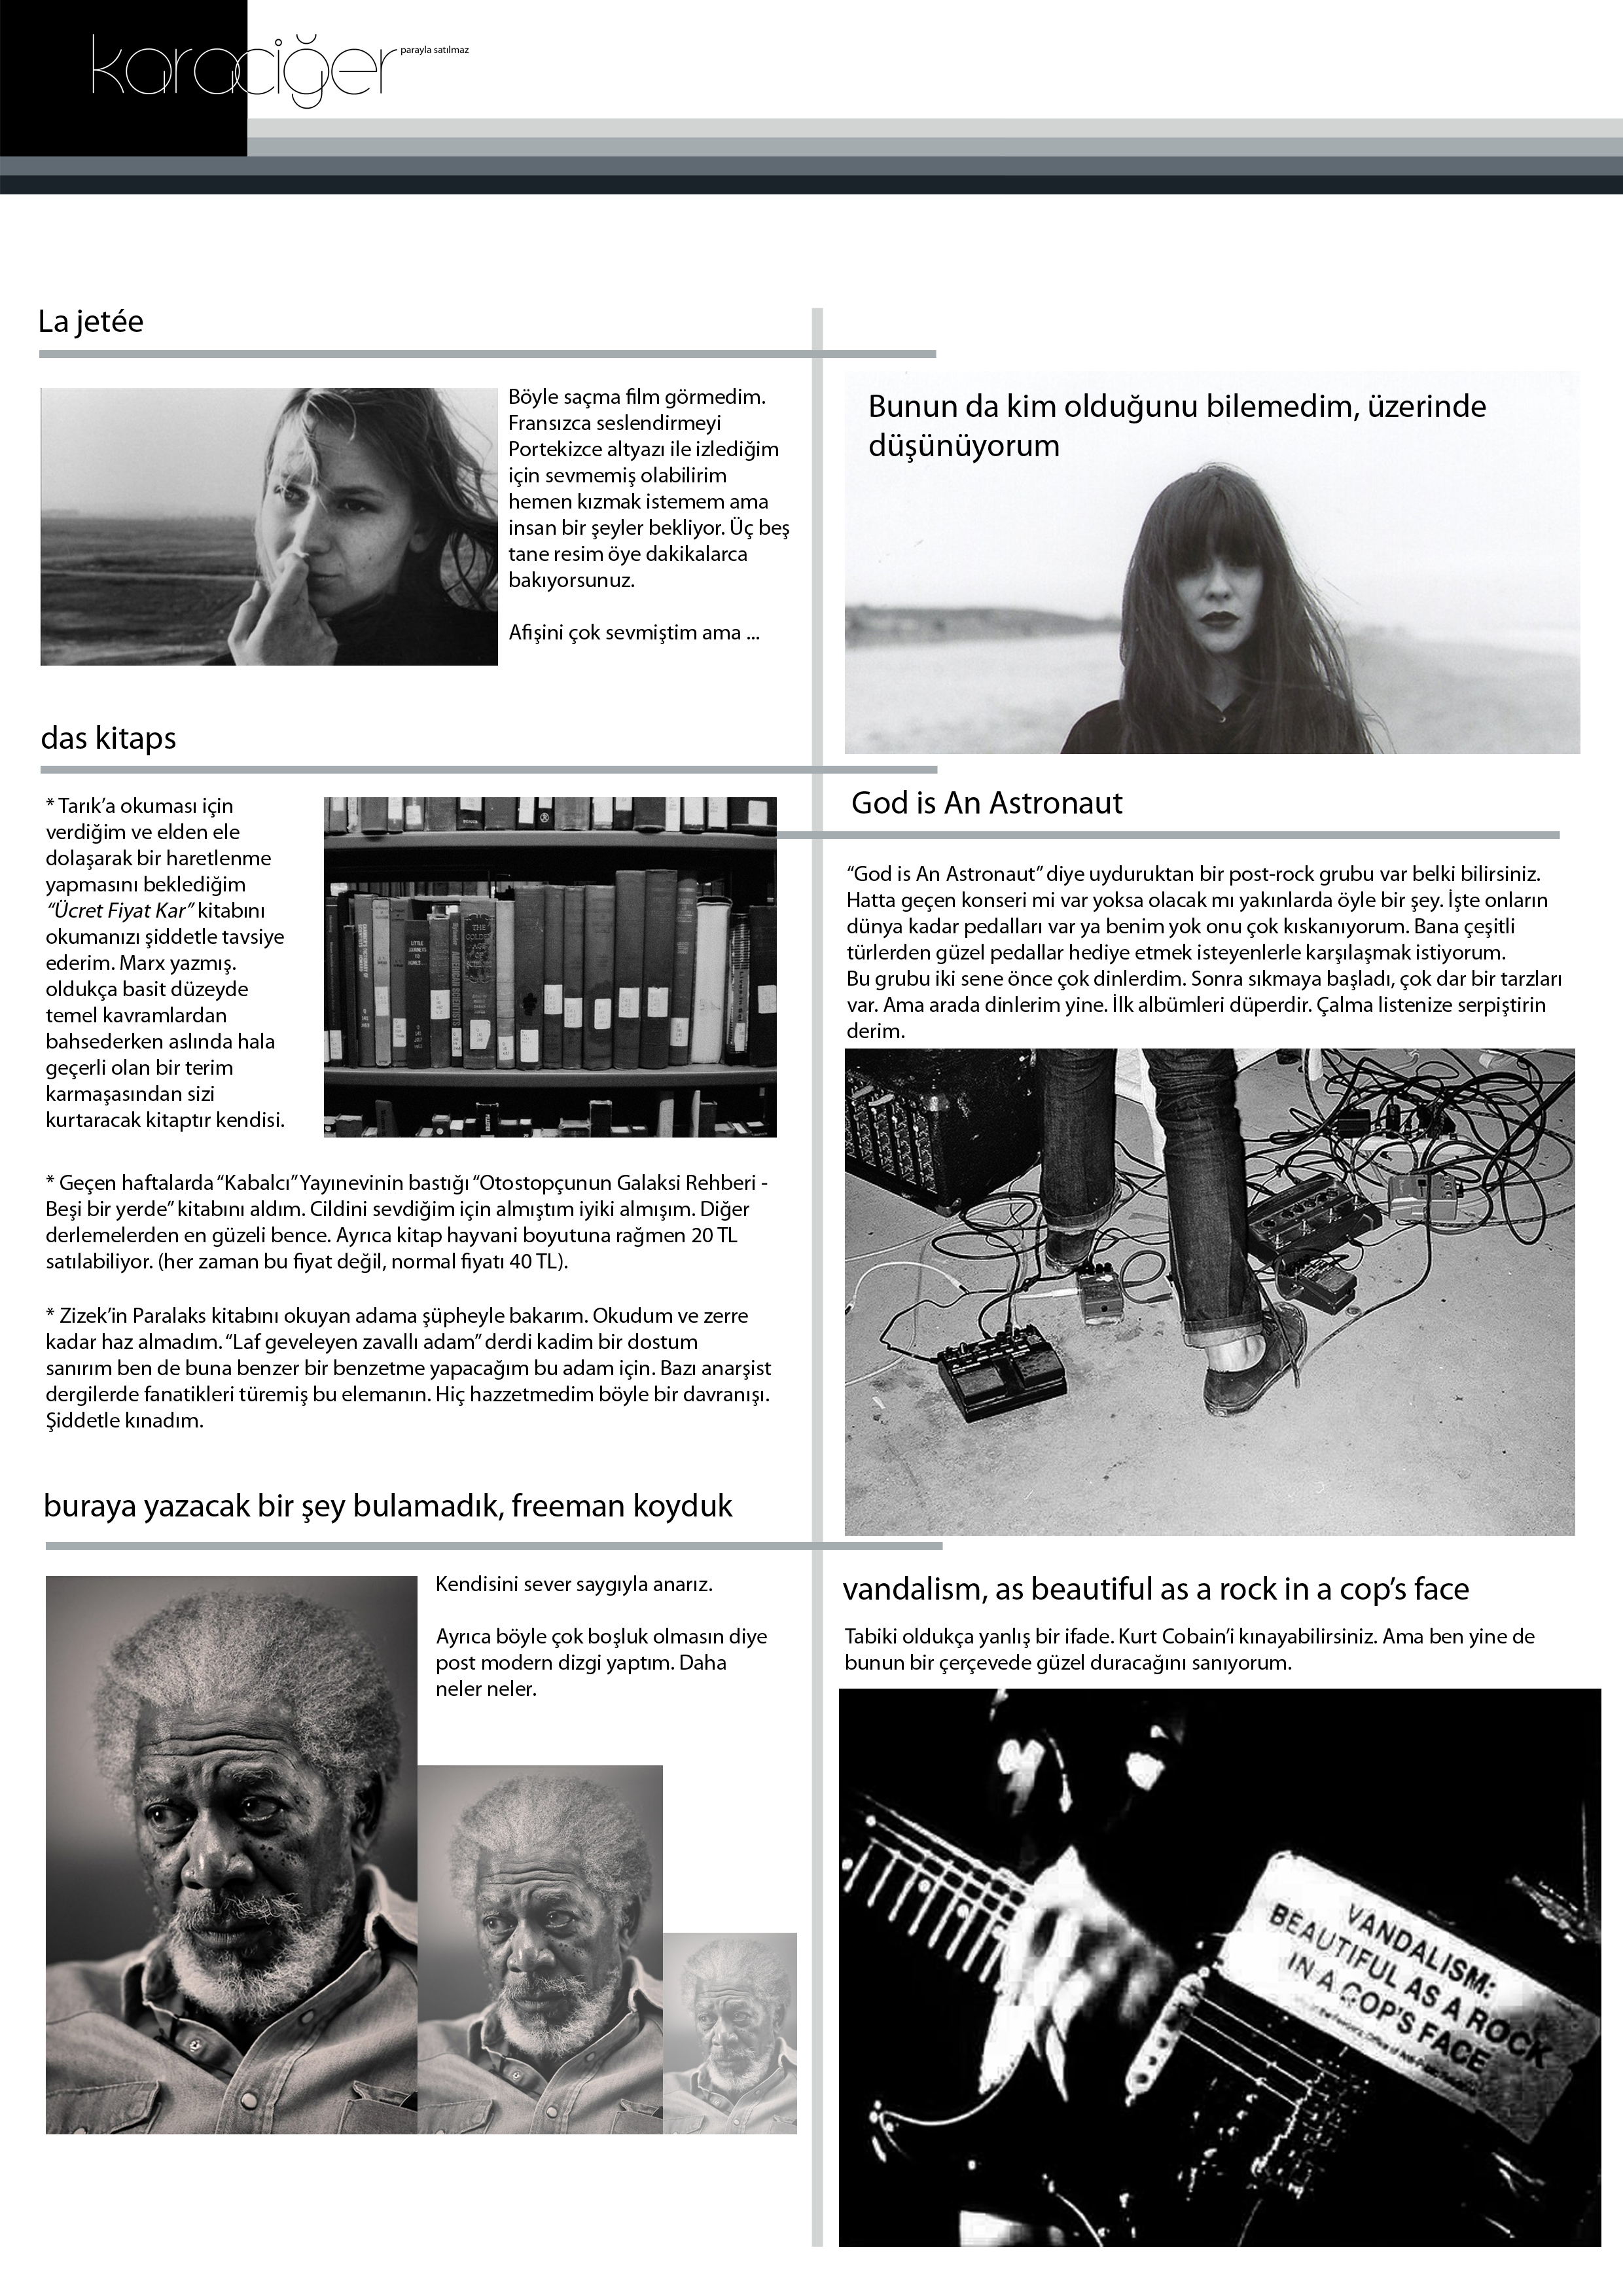 karaciğer
parayla satılmaz
La jetée
Böyle saçma film görmedim.
Fransızca seslendirmeyi
Portekizce altyazı ile izlediğim
için sevmemiş olabilirim
hemen kızmak istemem ama
insan bir şeyler bekliyor. Üç beş
tane resim öye dakikalarca
bakıyorsunuz.
Afişini çok sevmiştim ama ...
das kitaps
* Tarık’a okuması için
verdiğim ve elden ele
dolaşarak bir haretlenme
yapmasını beklediğim
“Ücret Fiyat Kar” kitabını
okumanızı şiddetle tavsiye
ederim. Marx yazmış.
oldukça basit düzeyde
temel kavramlardan
bahsederken aslında hala
geçerli olan bir terim
karmaşasından sizi
kurtaracak kitaptır kendisi.
* Geçen haftalarda “Kabalcı” Yayınevinin bastığı “Otostopçunun Galaksi Rehberi -
Beşi bir yerde” kitabını aldım. Cildini sevdiğim için almıştım iyiki almışım. Diğer
derlemelerden en güzeli bence. Ayrıca kitap hayvani boyutuna rağmen 20 TL
satılabiliyor. (her zaman bu fiyat değil, normal fiyatı 40 TL).
* Zizek’in Paralaks kitabını okuyan adama şüpheyle bakarım. Okudum ve zerre
kadar haz almadım. “Laf geveleyen zavallı adam” derdi kadim bir dostum
sanırım ben de buna benzer bir benzetme yapacağım bu adam için. Bazı anarşist
dergilerde fanatikleri türemiş bu elemanın. Hiç hazzetmedim böyle bir davranışı.
Şiddetle kınadım.
buraya yazacak bir şey bulamadık, freeman koyduk
Kendisini sever saygıyla anarız.
Ayrıca böyle çok boşluk olmasın diye
post modern dizgi yaptım. Daha
neler neler.
Bunun da kim olduğunu bilemedim, üzerinde
düşünüyorum
God is An Astronaut
“God is An Astronaut” diye uyduruktan bir post-rock grubu var belki bilirsiniz.
Hatta geçen konseri mi var yoksa olacak mı yakınlarda öyle bir şey. İşte onların
dünya kadar pedalları var ya benim yok onu çok kıskanıyorum. Bana çeşitli
türlerden güzel pedallar hediye etmek isteyenlerle karşılaşmak istiyorum.
Bu grubu iki sene önce çok dinlerdim. Sonra sıkmaya başladı, çok dar bir tarzları
var. Ama arada dinlerim yine. İlk albümleri düperdir. Çalma listenize serpiştirin
derim.
vandalism, as beautiful as a rock in a cop’s face
Tabiki oldukça yanlış bir ifade. Kurt Cobain’i kınayabilirsiniz. Ama ben yine de
bunun bir çerçevede güzel duracağını sanıyorum.
VANDALISM:
BEAUTIFUL AS A ROCK
IN A COP'S FACE